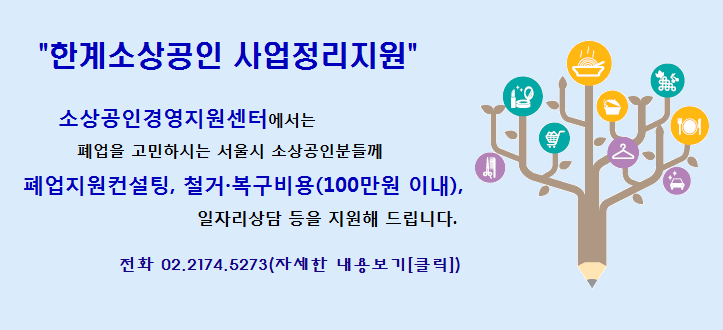 "한계소상공인 사업정리지원"
소상공인경영지원센터에서는
폐업을 고민하시는 서울시 소상공인분들께
폐업지원컨설팅, 철거·복구비용(100만원 이내),
일자리상담 등을 지원해 드립니다.
전화 02.2174.5273(자세한 내용보기[클릭])